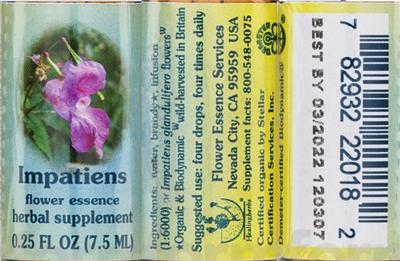 Impatiens
flower essence
herbal supplement
0.25 FL OZ (7.5 ML)
Ingredients: water, brandy*, infusion
(1:6000) of Impatiens glandulifera flowersW
*Organic & Biodynamic Wwild-harvested in Britain
Suggested use: four drops, four times daily
Flower Essence Services
Nevada City, CA 95959 USA
Supplement facts: 800-548-0075
Healingherbs
Certified organic by Stellar
Certification Services, Inc.
Demeter-certified Biodynamic®
BEST BY 03/2022 120307
7 82932 22018 2